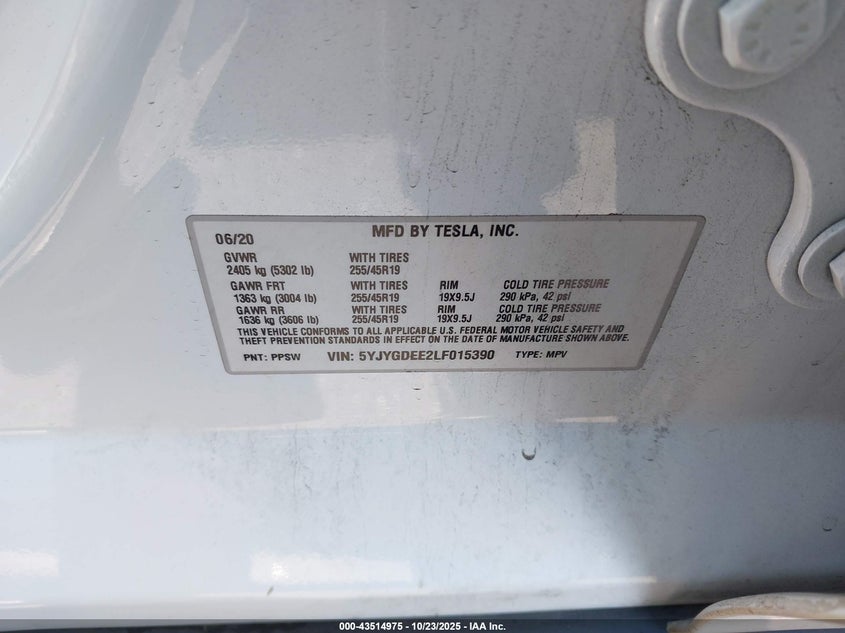 06/20 MFD BY TESLA, INC.
GVWR WITH TIRES
2405 kg (5302 lb) 255/45R19
GAWR FRT WITH TIRES RIM COLD TIRE PRESSURE
1363 kg (3004 lb) 255/45R19 19X9.5J 290 kPa, 42 psi
GAWR RR WITH TIRES RIM COLD TIRE PRESSURE
1636 kg (3606 lb) 255/45R19 19X9.5J 290 kPa, 42 psi
THIS VEHICLE CONFORMS TO ALL APPLICABLE U.S. FEDERAL MOTOR VEHICLE SAFETY AND
THEFT PREVENTION STANDARDS IN EFFECT ON THE DATE OF MANUFACTURE SHOWN ABOVE.
PNT: PPSW VIN: 5YJYGDEE2LF015390 TYPE: MPV
000-43514975 - 10/23/2025 - IAA Inc.